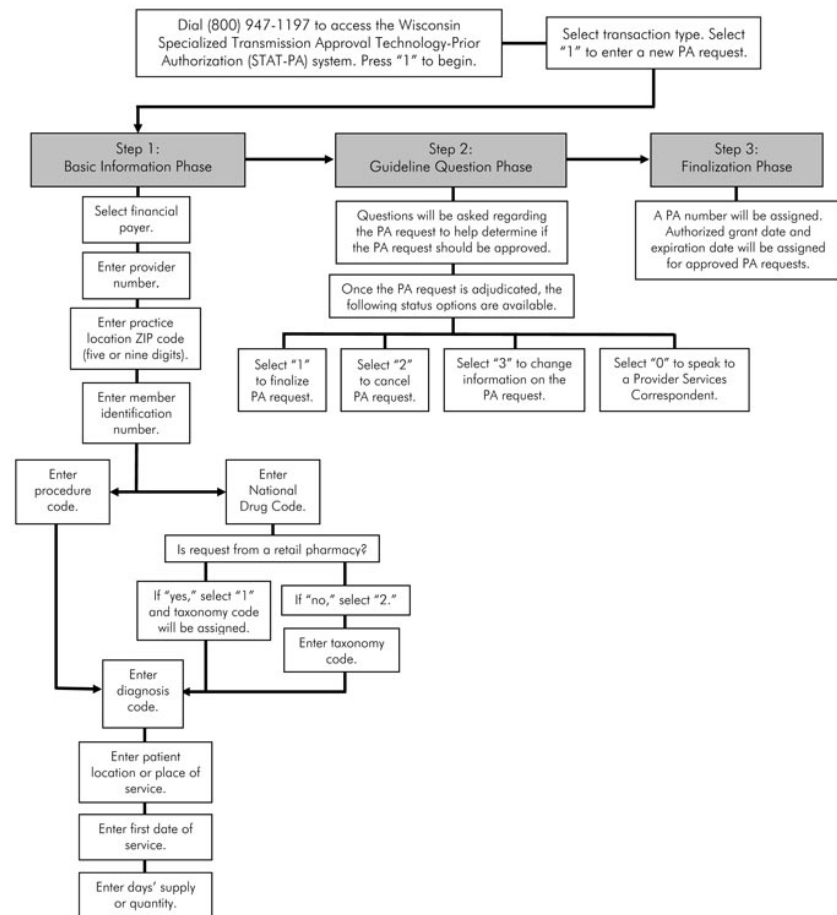 Dial (800) 947-1197 to access the Wisconsin
Specialized Transmission Approval Technology-Prior
Authorization (STAT-PA) system. Press “1” to begin.
Select transaction type. Select
“1” to enter a new PA request.
Step 1:
Basic Information Phase
Step 2:
Guideline Question Phase
Step 3:
Finalization Phase
Select financial
payer.
Enter provider
number.
Enter practice
location ZIP code
(five or nine digits).
Enter member
identification
number.
Questions will be asked regarding
the PA request to help determine if
the PA request should be approved.
Once the PA request is adjudicated, the
following status options are available.
Select “1”
to finalize
PA request.
Select “2”
to cancel
PA request.
Select “3” to change
information on the
PA request.
Select “0” to speak to
a Provider Services
Correspondent.
A PA number will be assigned.
Authorized grant date and
expiration date will be assigned
for approved PA requests.
Enter
procedure
code.
Enter
National
Drug Code.
Is request from a retail pharmacy?
If “yes,” select “1”
and taxonomy code
will be assigned.
If “no,” select “2.”
Enter taxonomy
code.
Enter
diagnosis
code.
Enter patient
location or place of
service.
Enter first date of
service.
Enter days’ supply
or quantity.